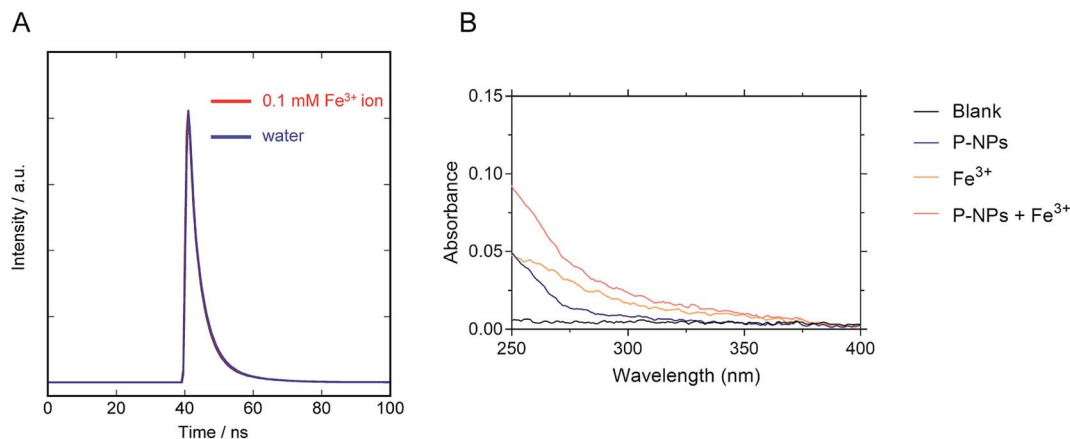 A
Intensity / a.u.
0.1 mM Fe³⁺ ion
water
0 20 40 60 80 100
Time / ns
B
Absorbance
0.15
0.10
0.05
0.00
250 300 350 400
Wavelength (nm)
Blank
P-NPs
Fe³⁺
P-NPs + Fe³⁺